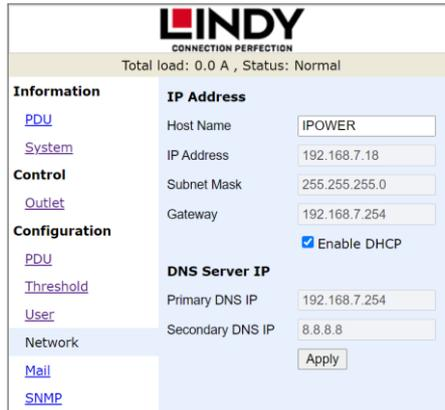 LINDY
CONNECTION PERFECTION
Total load: 0.0 A , Status: Normal
Information
PDU
System
Control
Outlet
Configuration
PDU
Threshold
User
Network
Mail
SNMP
IP Address
Host Name IPOWER
IP Address 192.168.7.18
Subnet Mask 255.255.255.0
Gateway 192.168.7.254
Enable DHCP
DNS Server IP
Primary DNS IP 192.168.7.254
Secondary DNS IP 8.8.8.8
Apply